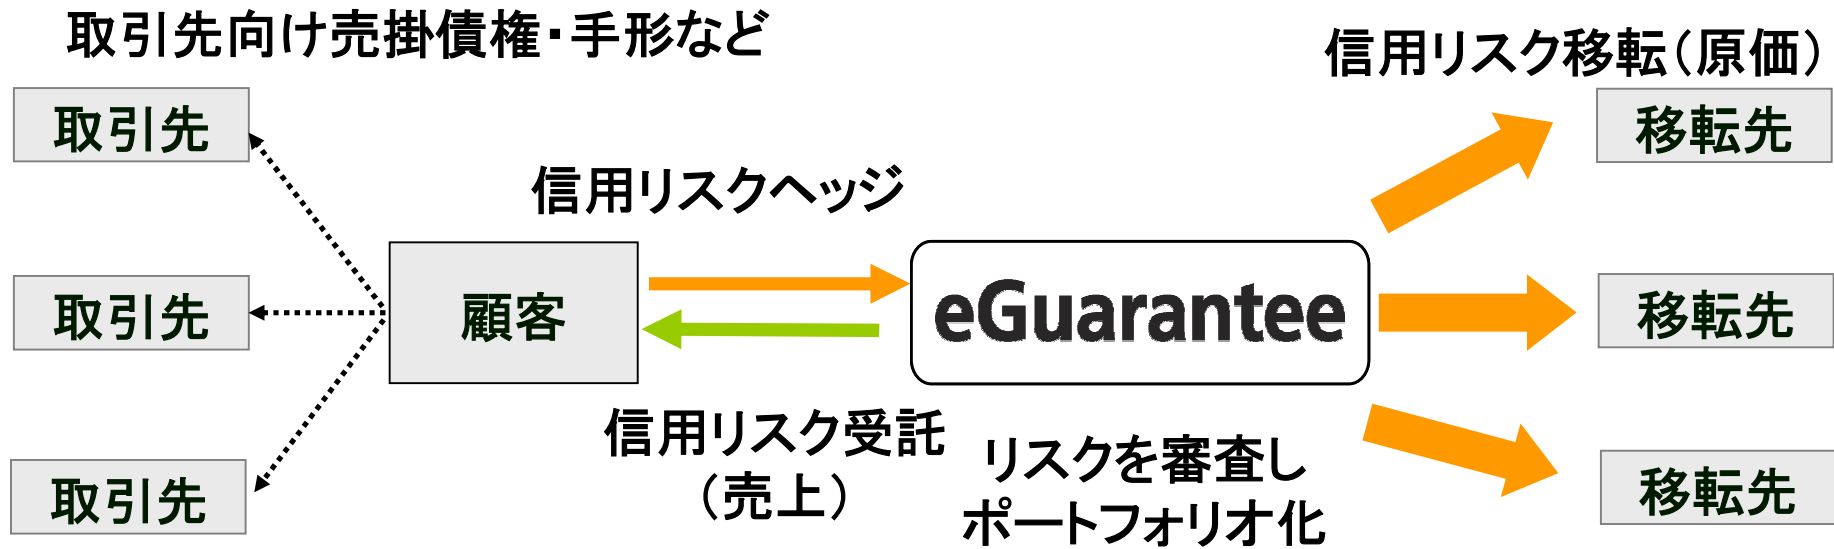 取引先向け売掛債権・手形など
信用リスク移転（原価）
取引先
移転先
信用リスクヘッジ
取引先
顧客
eGuarantee
移転先
信用リスク受託
（売上）
リスクを審査し
ポートフォリオ化
取引先
移転先